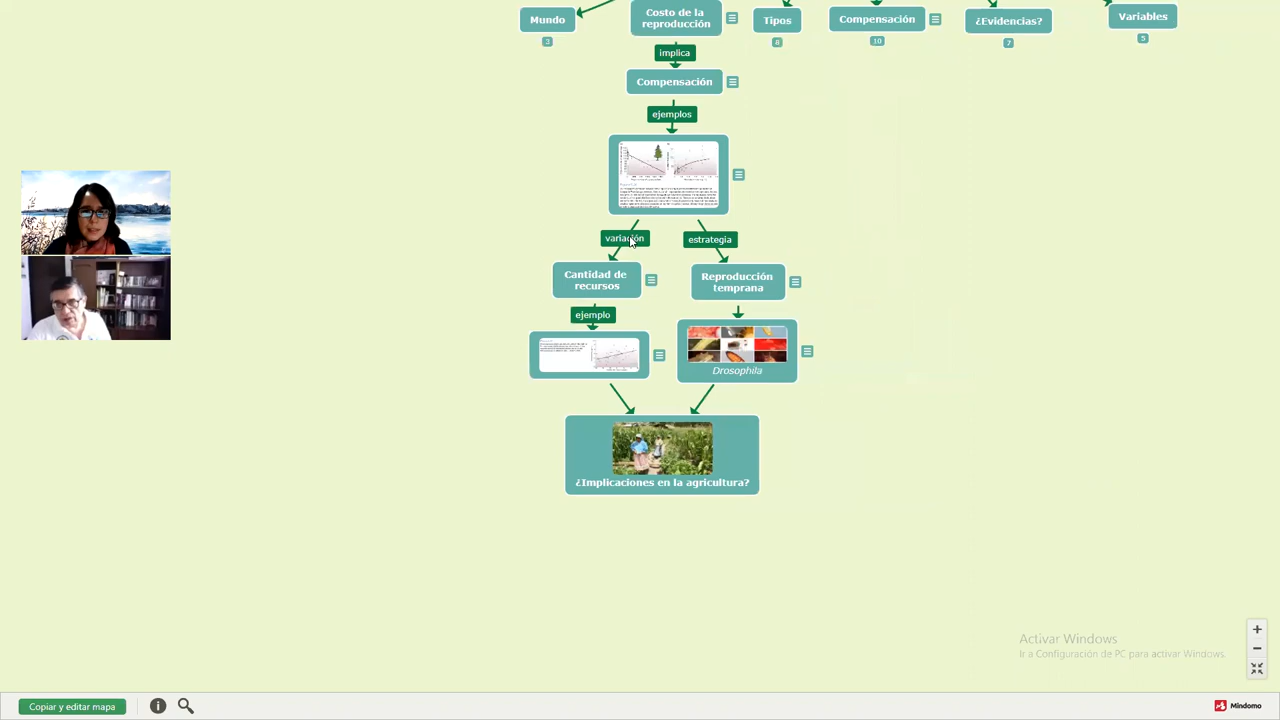 Mundo
3
Costo de la
reproducción
Tipos
8
Compensación
10
¿Evidencias?
7
Variables
5
implica
Compensación
ejemplos
variación
estrategia
Cantidad de
recursos
Reproducción
temprana
ejemplo
Drosophila
¿Implicaciones en la agricultura?
Activar Windows
Ir a Configuración de PC para activar Windows.
Copiar y editar mapa
Mindomo